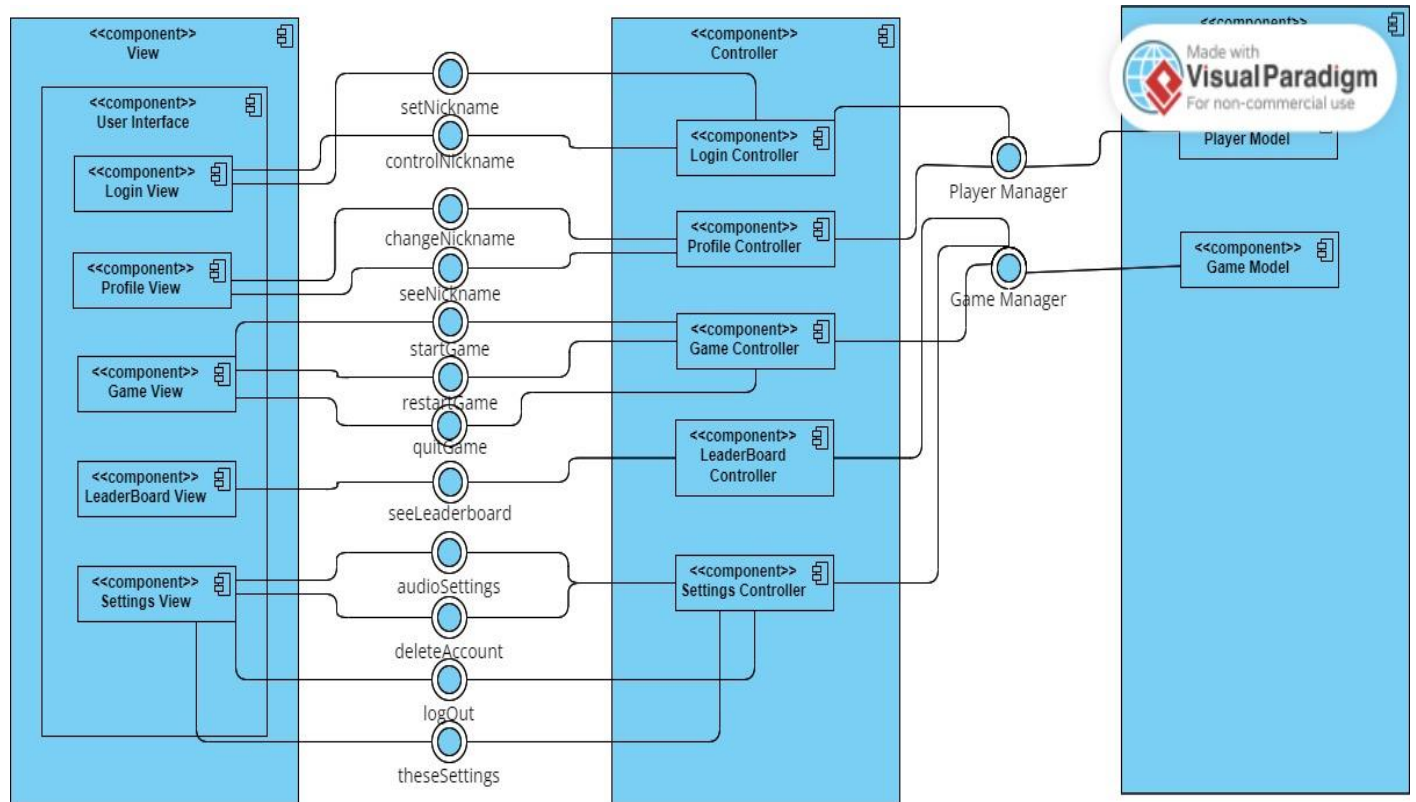 <<component>>
View
<<component>>
User Interface
<<component>>
Login View
<<component>>
Profile View
<<component>>
Game View
<<component>>
LeaderBoard View
<<component>>
Settings View
setNickname
controlNickname
changeNickname
seeNickname
startGame
restartGame
quitGame
seeLeaderboard
audioSettings
deleteAccount
logOut
theseSettings
<<component>>
Controller
<<component>>
Login Controller
<<component>>
Profile Controller
<<component>>
Game Controller
<<component>>
LeaderBoard
Controller
<<component>>
Settings Controller
Player Manager
Game Manager
<<component>>
Made with
Visual Paradigm
For non-commercial use
Player Model
<<component>>
Game Model